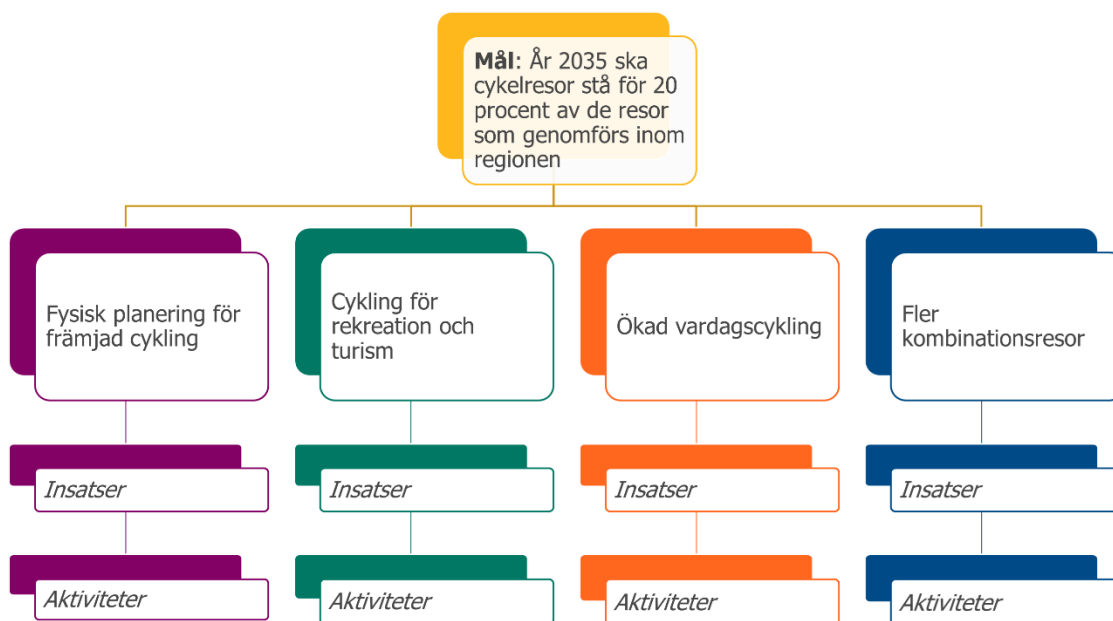 Mål: År 2035 ska
cykelresor stå för 20
procent av de resor
som genomförs inom
regionen
Fysisk planering för
främjad cykling
Cykling för
rekreation och
turism
Ökad vardagscykling
Fler
kombinationsresor
Insatser
Insatser
Insatser
Insatser
Aktiviteter
Aktiviteter
Aktiviteter
Aktiviteter